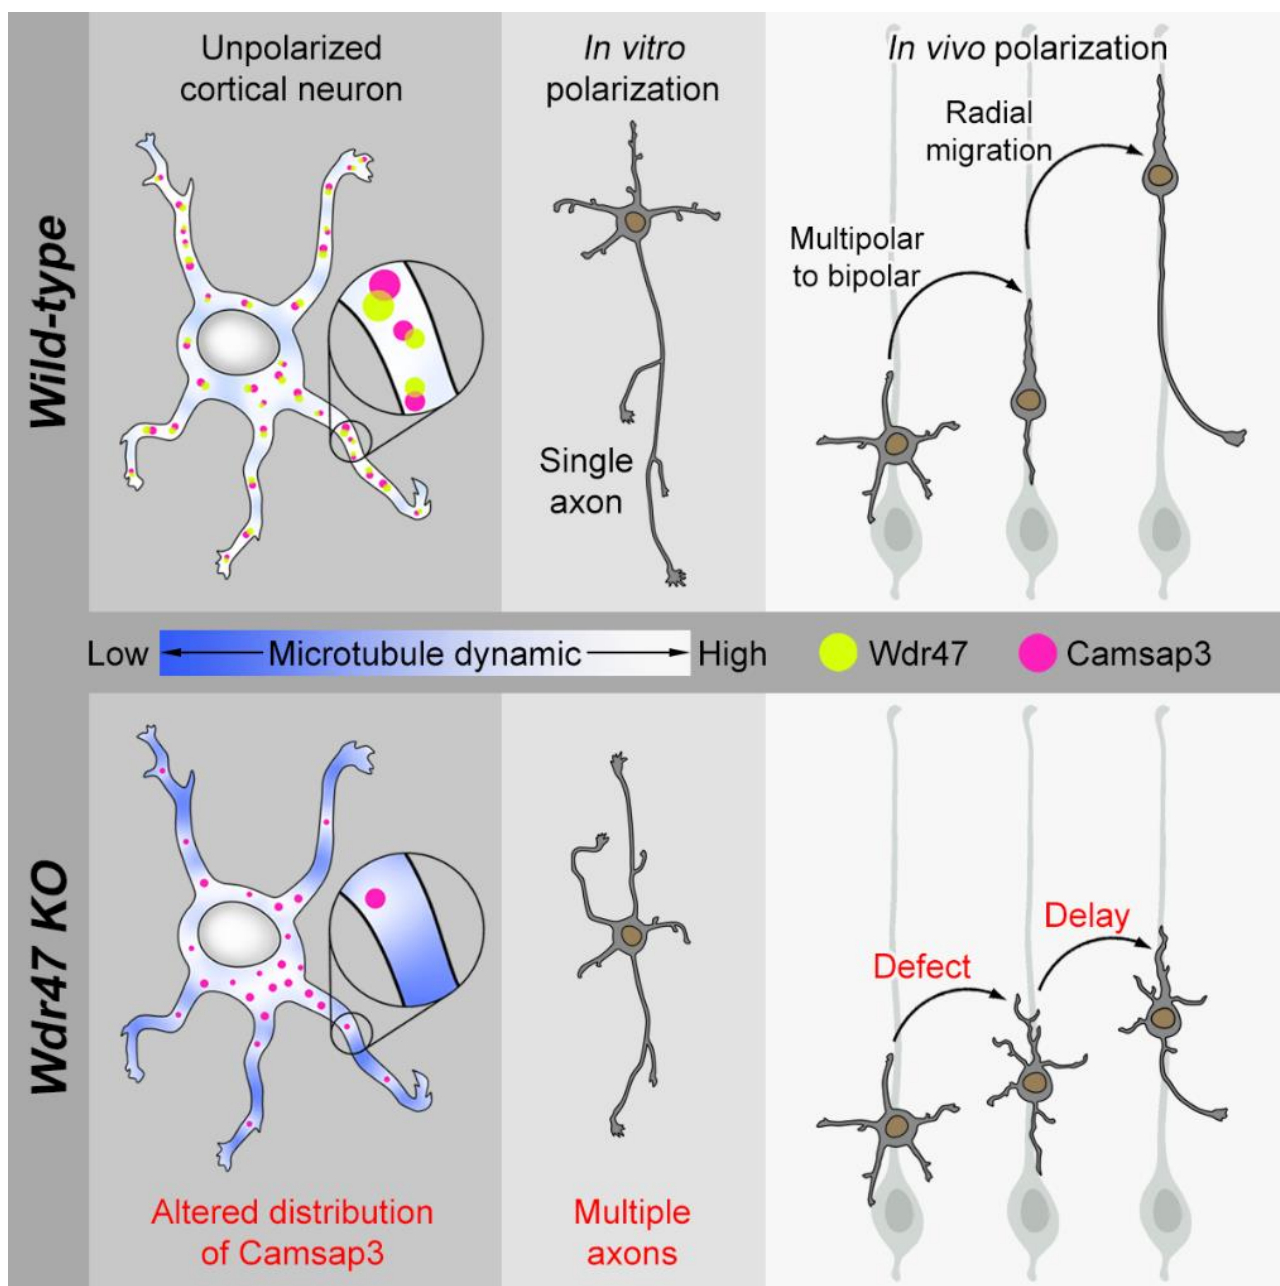 Unpolarized
cortical neuron
In vitro
polarization
In vivo polarization
Wild-type
Radial
migration
Multipolar
to bipolar
Single
axon
Low
Microtubule dynamic
High
Wdr47
Camsap3
Wdr47 KO
Delay
Defect
Altered distribution
of Camsap3
Multiple
axons